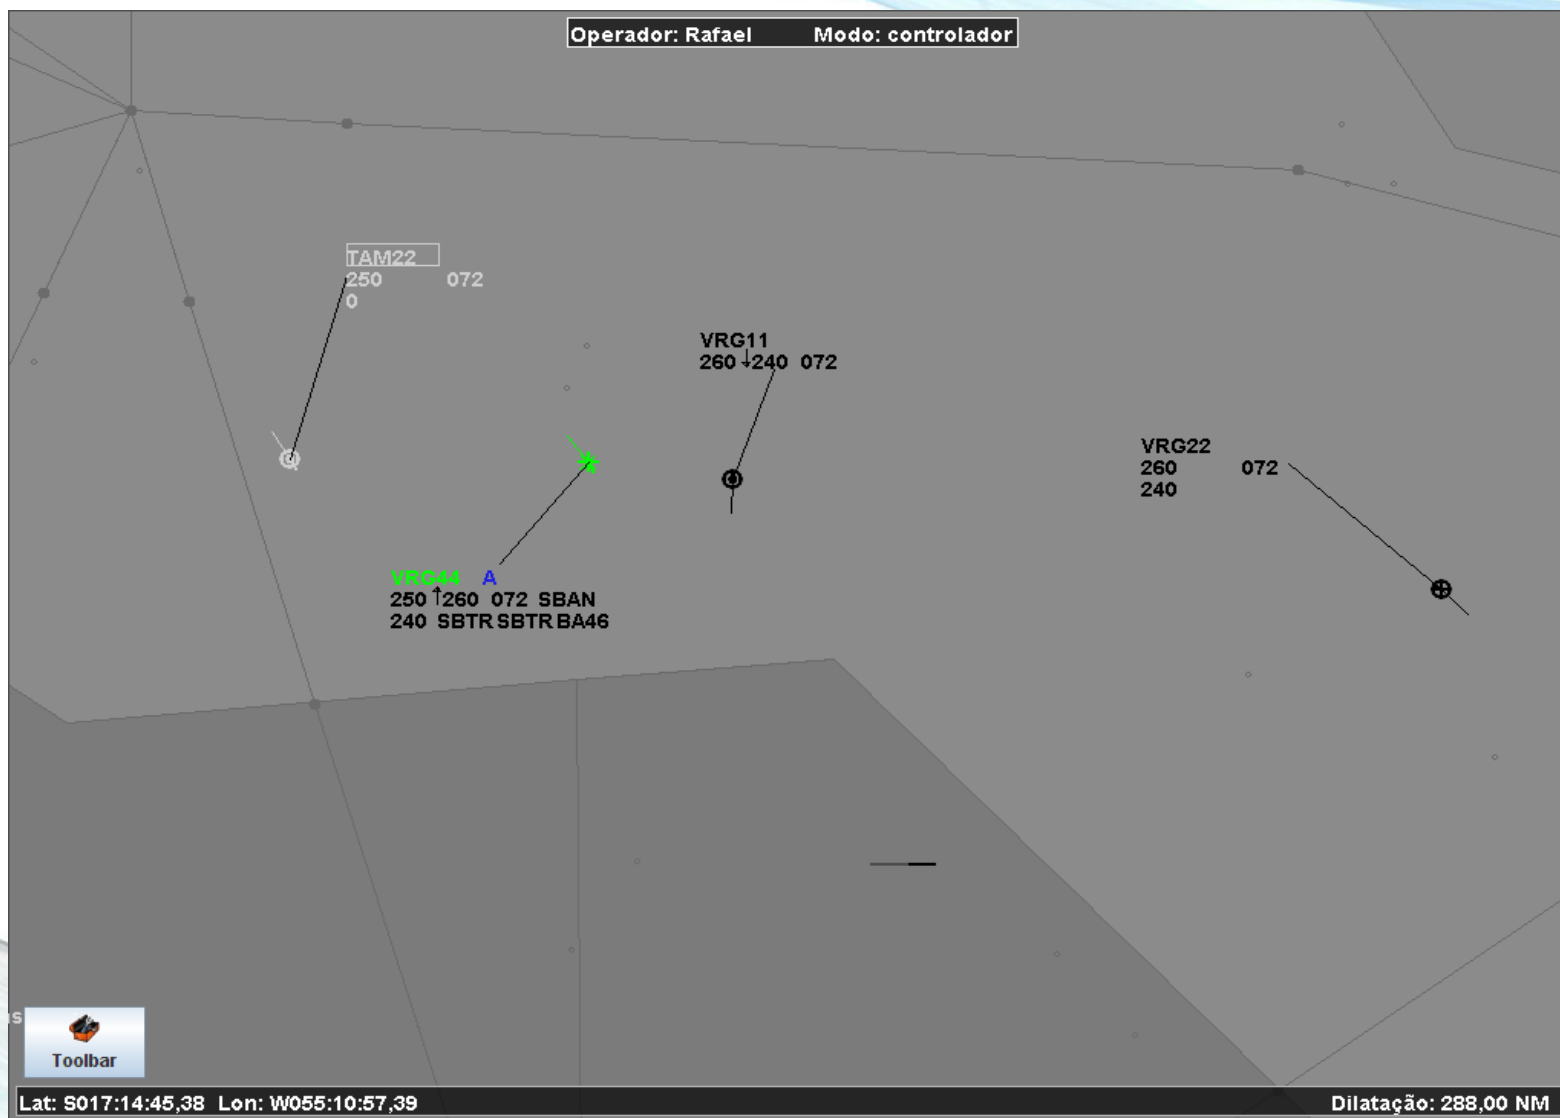 Operador: Rafael Modo: controlador
TAM22
250 072
0
VRG11
260 ↓240 072
VRG22
260 072
240
VRG44 A
250 ↑260 072 SBAN
240 SBTR SBTR BA46
s
Toolbar
Lat: S017:14:45,38 Lon: W055:10:57,39 Dilatação: 288,00 NM